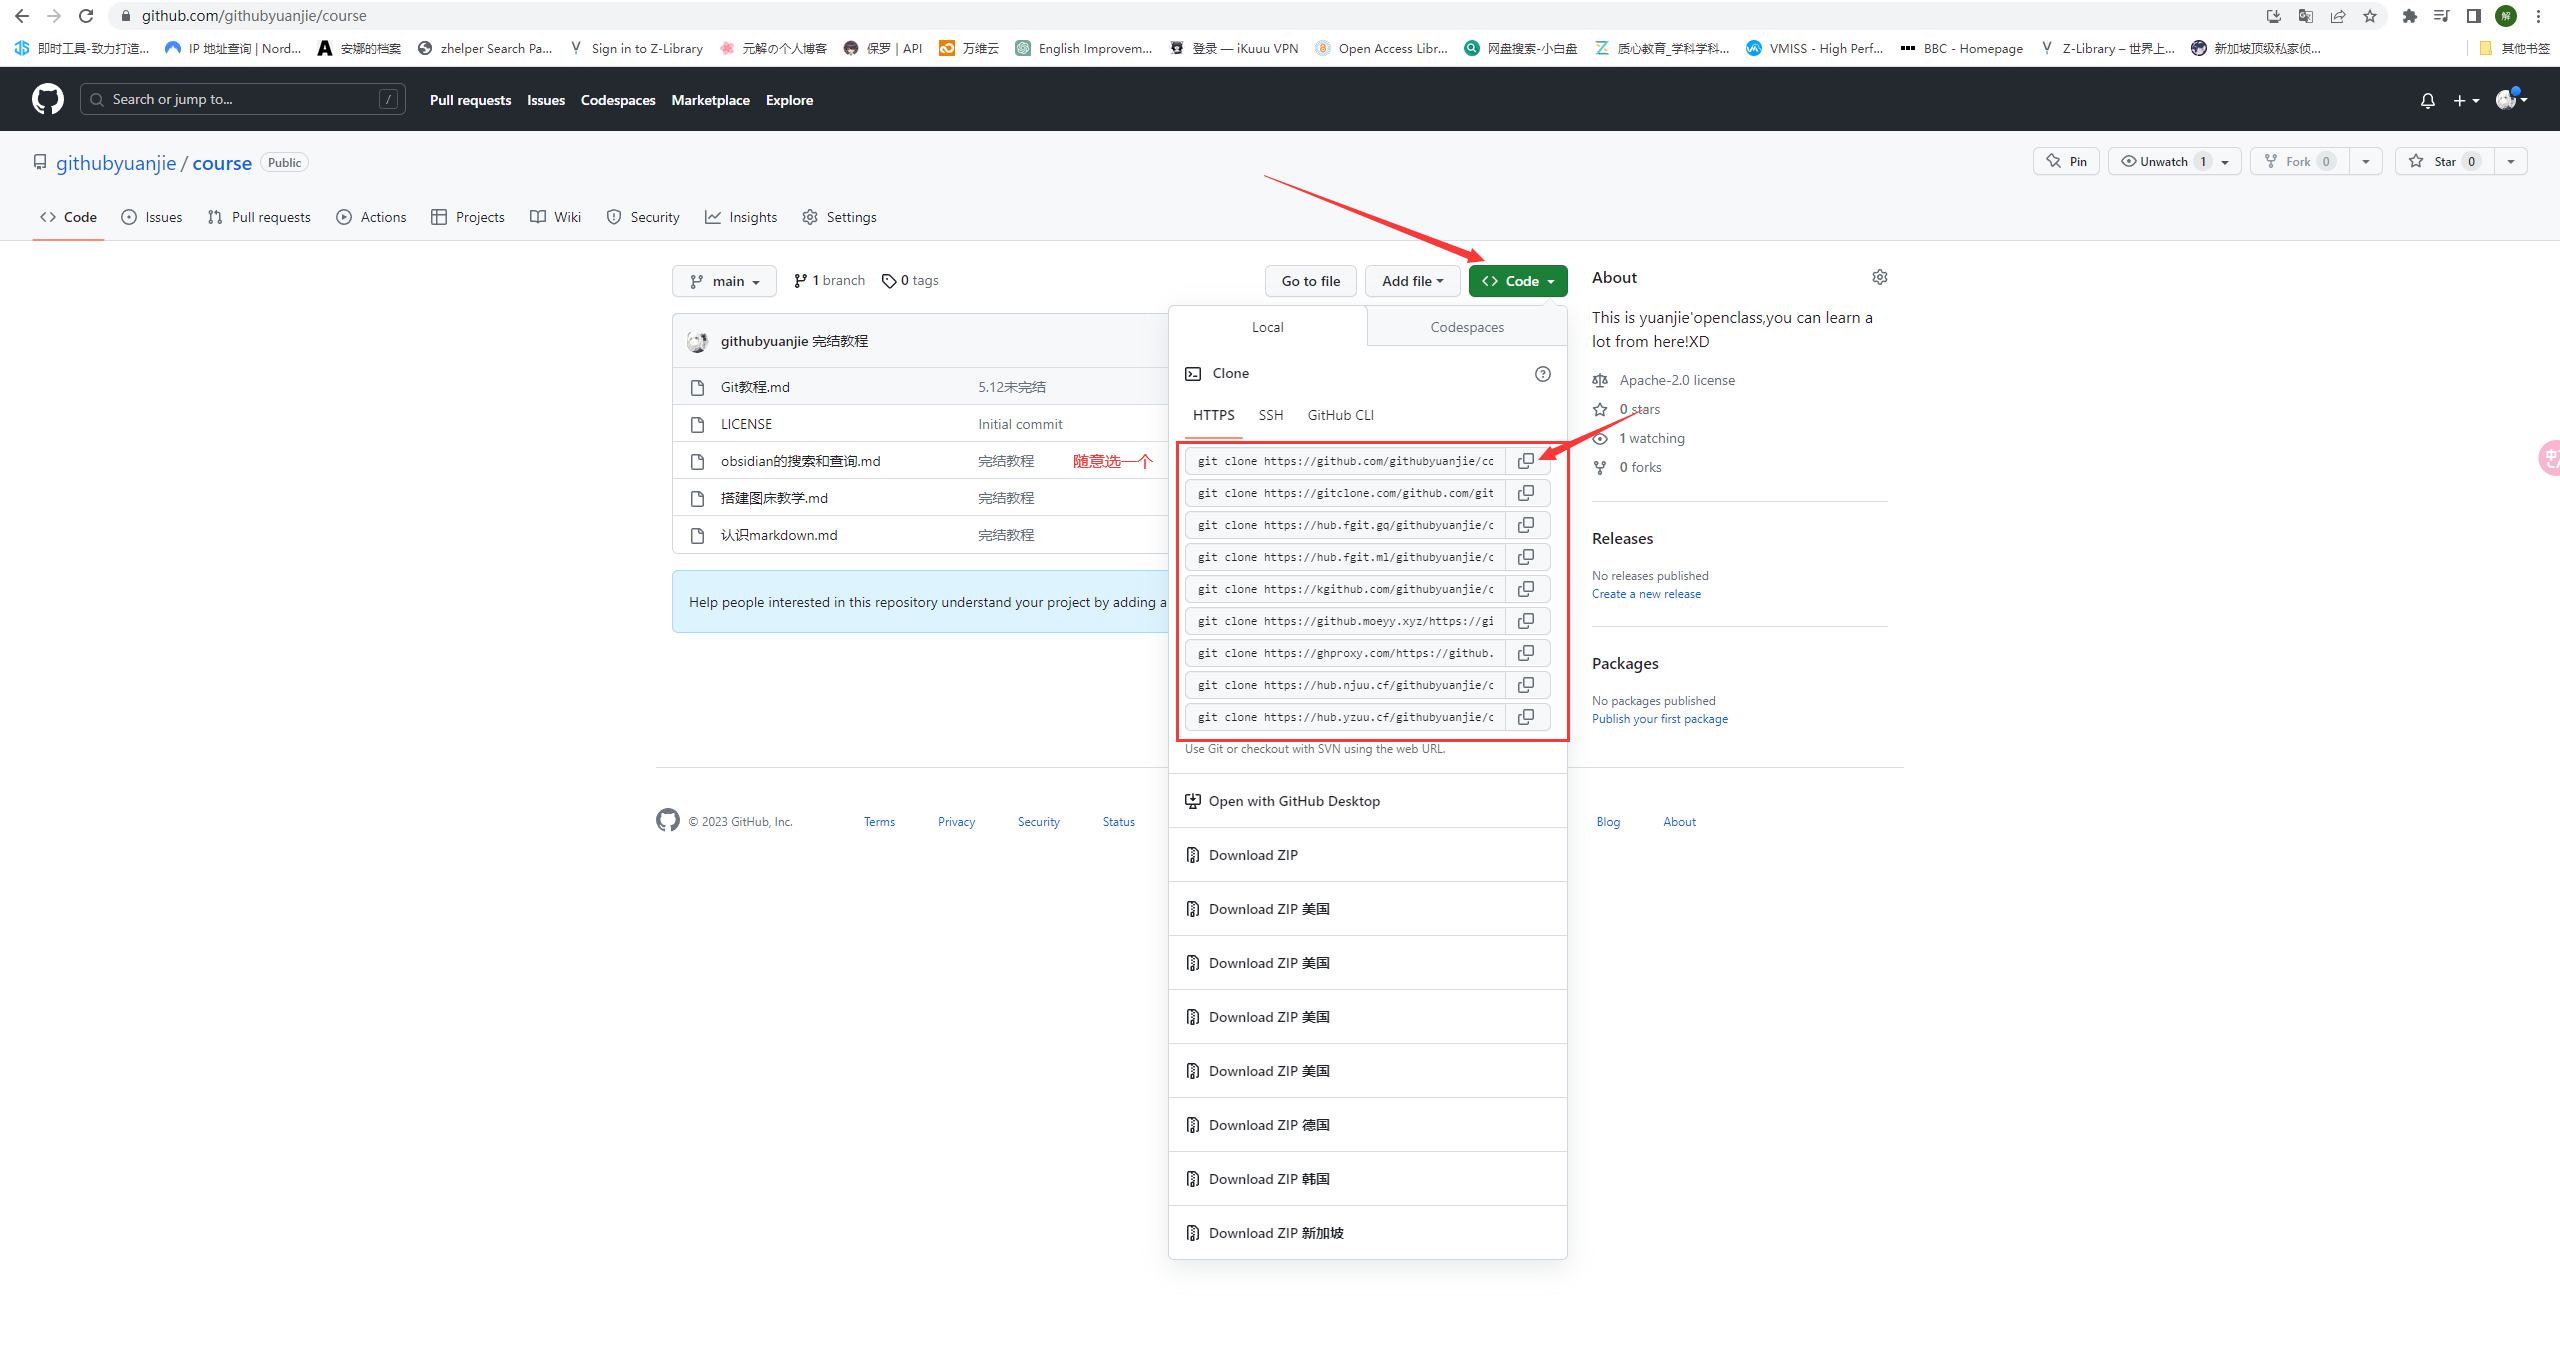 github.com/githubyuanjie/course
即时工具-致力打造... IP 地址查询 | Nord... 安娜的档案 zhelper Search Pa... Sign in to Z-Library 元解の个人博客 保罗 | API 万维云 English Improvem... 登录 — iKuuu VPN Open Access Libr... 网盘搜索-小白盘 质心教育_学科学科... VMISS - High Perf... BBC - Homepage Z-Library – 世界上... 新加坡顶级私家侦... 其他书签
Search or jump to... / Pull requests Issues Codespaces Marketplace Explore
githubyuanjie / course Public Pin Unwatch 1 Fork 0 Star 0
Code Issues Pull requests Actions Projects Wiki Security Insights Settings
main 1 branch 0 tags Go to file Add file Code
githubyuanjie 完结教程
Git教程.md 5.12未完结
LICENSE Initial commit
obsidian的搜索和查询.md 完结教程
随意选一个
搭建图床教学.md 完结教程
认识markdown.md 完结教程
Help people interested in this repository understand your project by adding a
Local Codespaces
Clone
HTTPS SSH GitHub CLI
git clone https://github.com/githubyuanjie/cc
git clone https://gitclone.com/github.com/git
git clone https://hub.fgit.gq/githubyuanjie/c
git clone https://hub.fgit.ml/githubyuanjie/c
git clone https://kgithub.com/githubyuanjie/c
git clone https://github.moeyy.xyz/https://gi
git clone https://ghproxy.com/https://github.
git clone https://hub.njuu.cf/githubyuanjie/c
git clone https://hub.yzuu.cf/githubyuanjie/c
Use Git or checkout with SVN using the web URL.
Open with GitHub Desktop
Download ZIP
Download ZIP 美国
Download ZIP 美国
Download ZIP 美国
Download ZIP 美国
Download ZIP 德国
Download ZIP 韩国
Download ZIP 新加坡
About
This is yuanjie'openclass,you can learn a
lot from here!XD
Apache-2.0 license
0 stars
1 watching
0 forks
Releases
No releases published
Create a new release
Packages
No packages published
Publish your first package
© 2023 GitHub, Inc. Terms Privacy Security Status Blog About